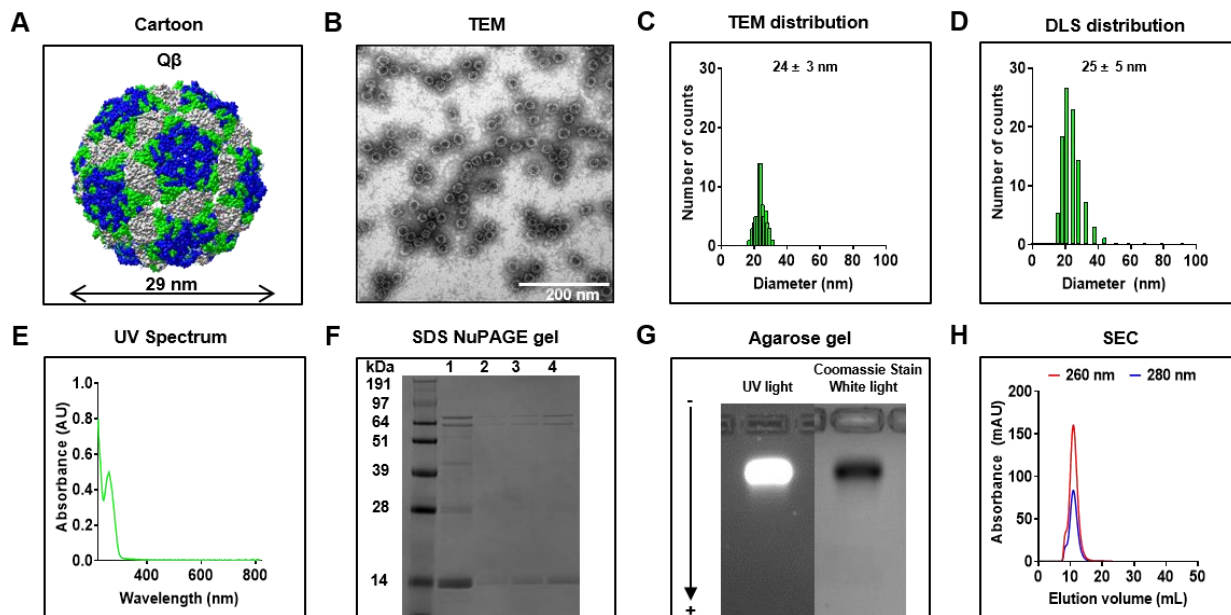 A Cartoon
Qβ
29 nm
B TEM
200 nm
C TEM distribution
24 ± 3 nm
Number of counts
30
20
10
0
0 20 40 60 80 100
Diameter (nm)
D DLS distribution
25 ± 5 nm
Number of counts
30
20
10
0
0 20 40 60 80 100
Diameter (nm)
E UV Spectrum
Absorbance (AU)
1.0
0.8
0.6
0.4
0.2
0.0
400 600 800
Wavelength (nm)
F SDS NuPAGE gel
kDa 1 2 3 4
191
97
64
51
39
28
14
G Agarose gel
Coomassie Stain
UV light White light
-
+
H SEC
260 nm 280 nm
Absorbance (mAU)
200
150
100
50
0
0 10 20 30 40 50
Elution volume (mL)